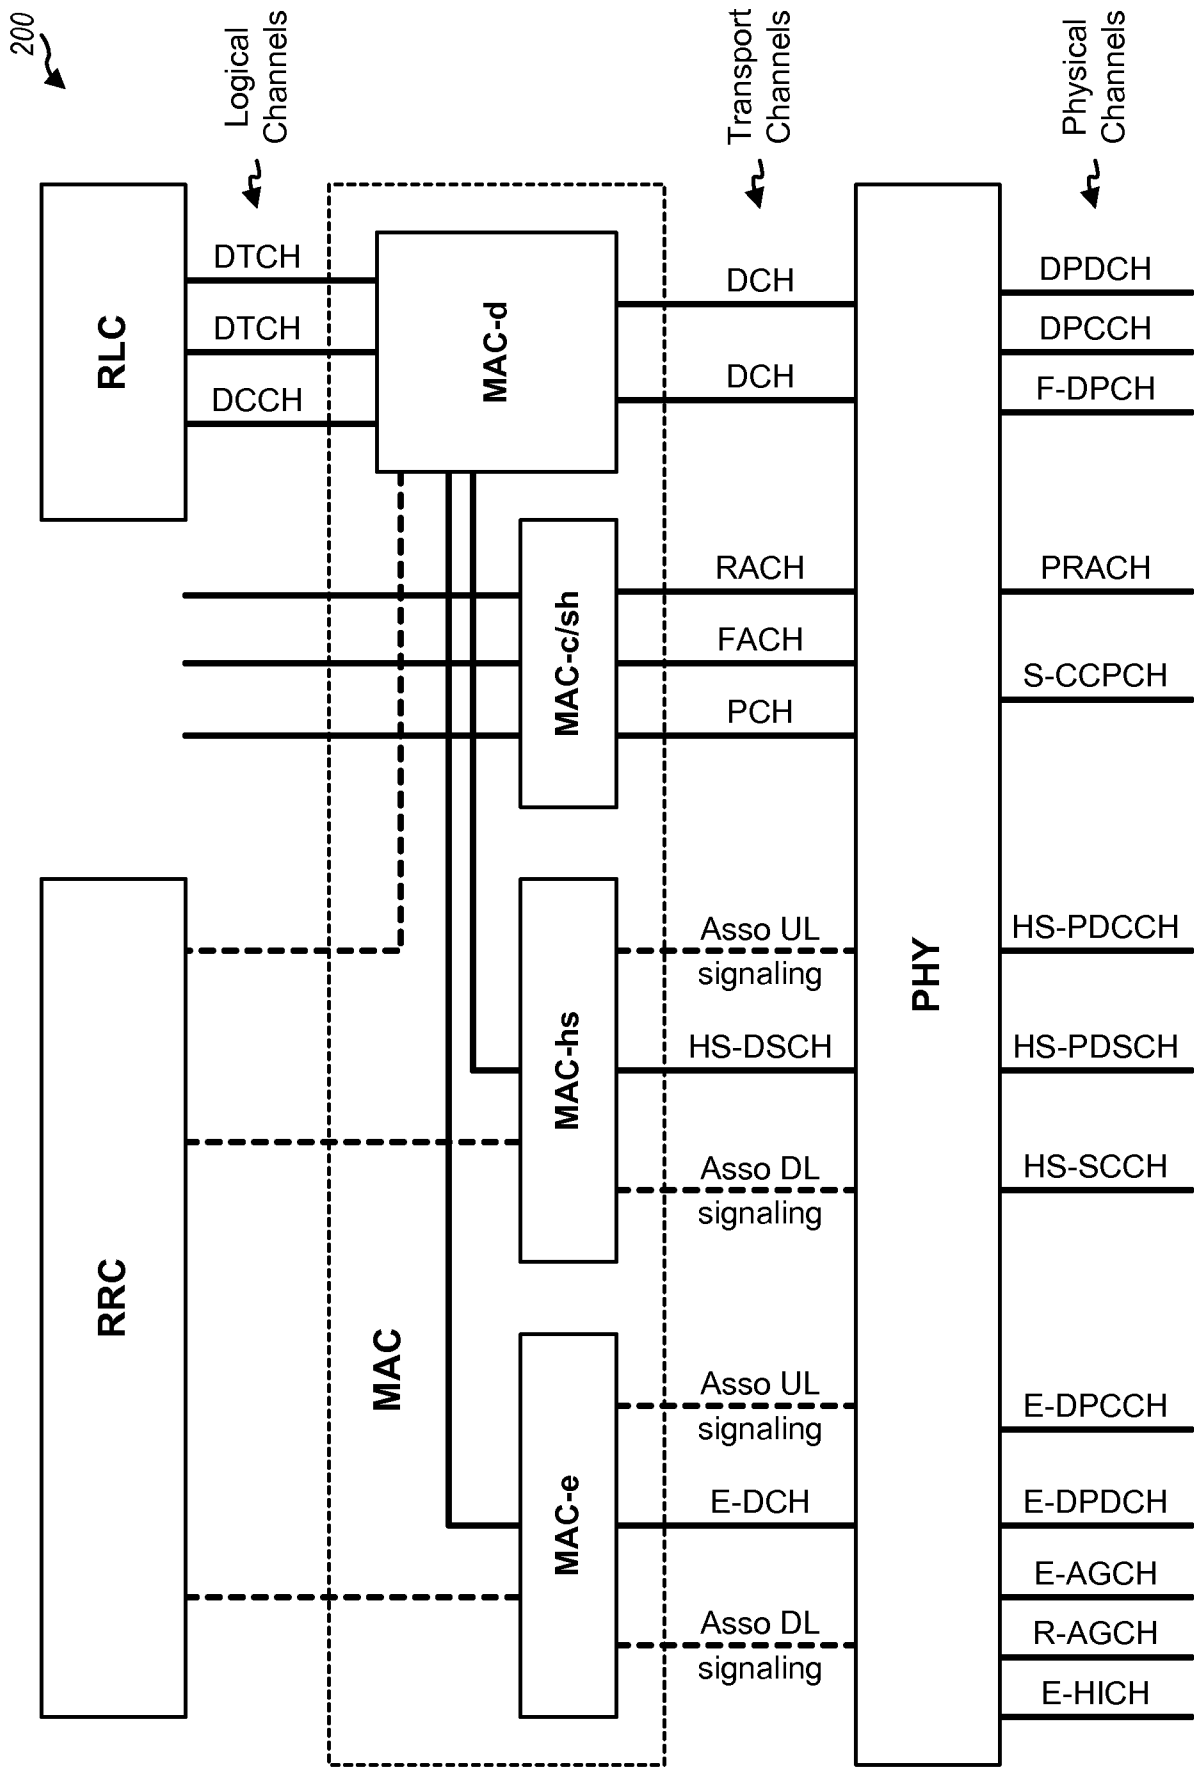 200
Logical
Channels
Transport
Channels
Physical
Channels
RLC
DTCH
DTCH
DCCH
MAC-d
DCH
DCH
DPDCH
DPCCH
F-DPCH
MAC-c/sh
RACH
FACH
PCH
PRACH
S-CCPCH
RRC
MAC
MAC-hs
Asso UL
signaling
HS-DSCH
Asso DL
signaling
PHY
HS-PDCCH
HS-PDSCH
HS-SCCH
MAC-e
Asso UL
signaling
E-DCH
Asso DL
signaling
E-DPCCH
E-DPDCH
E-AGCH
R-AGCH
E-HICH